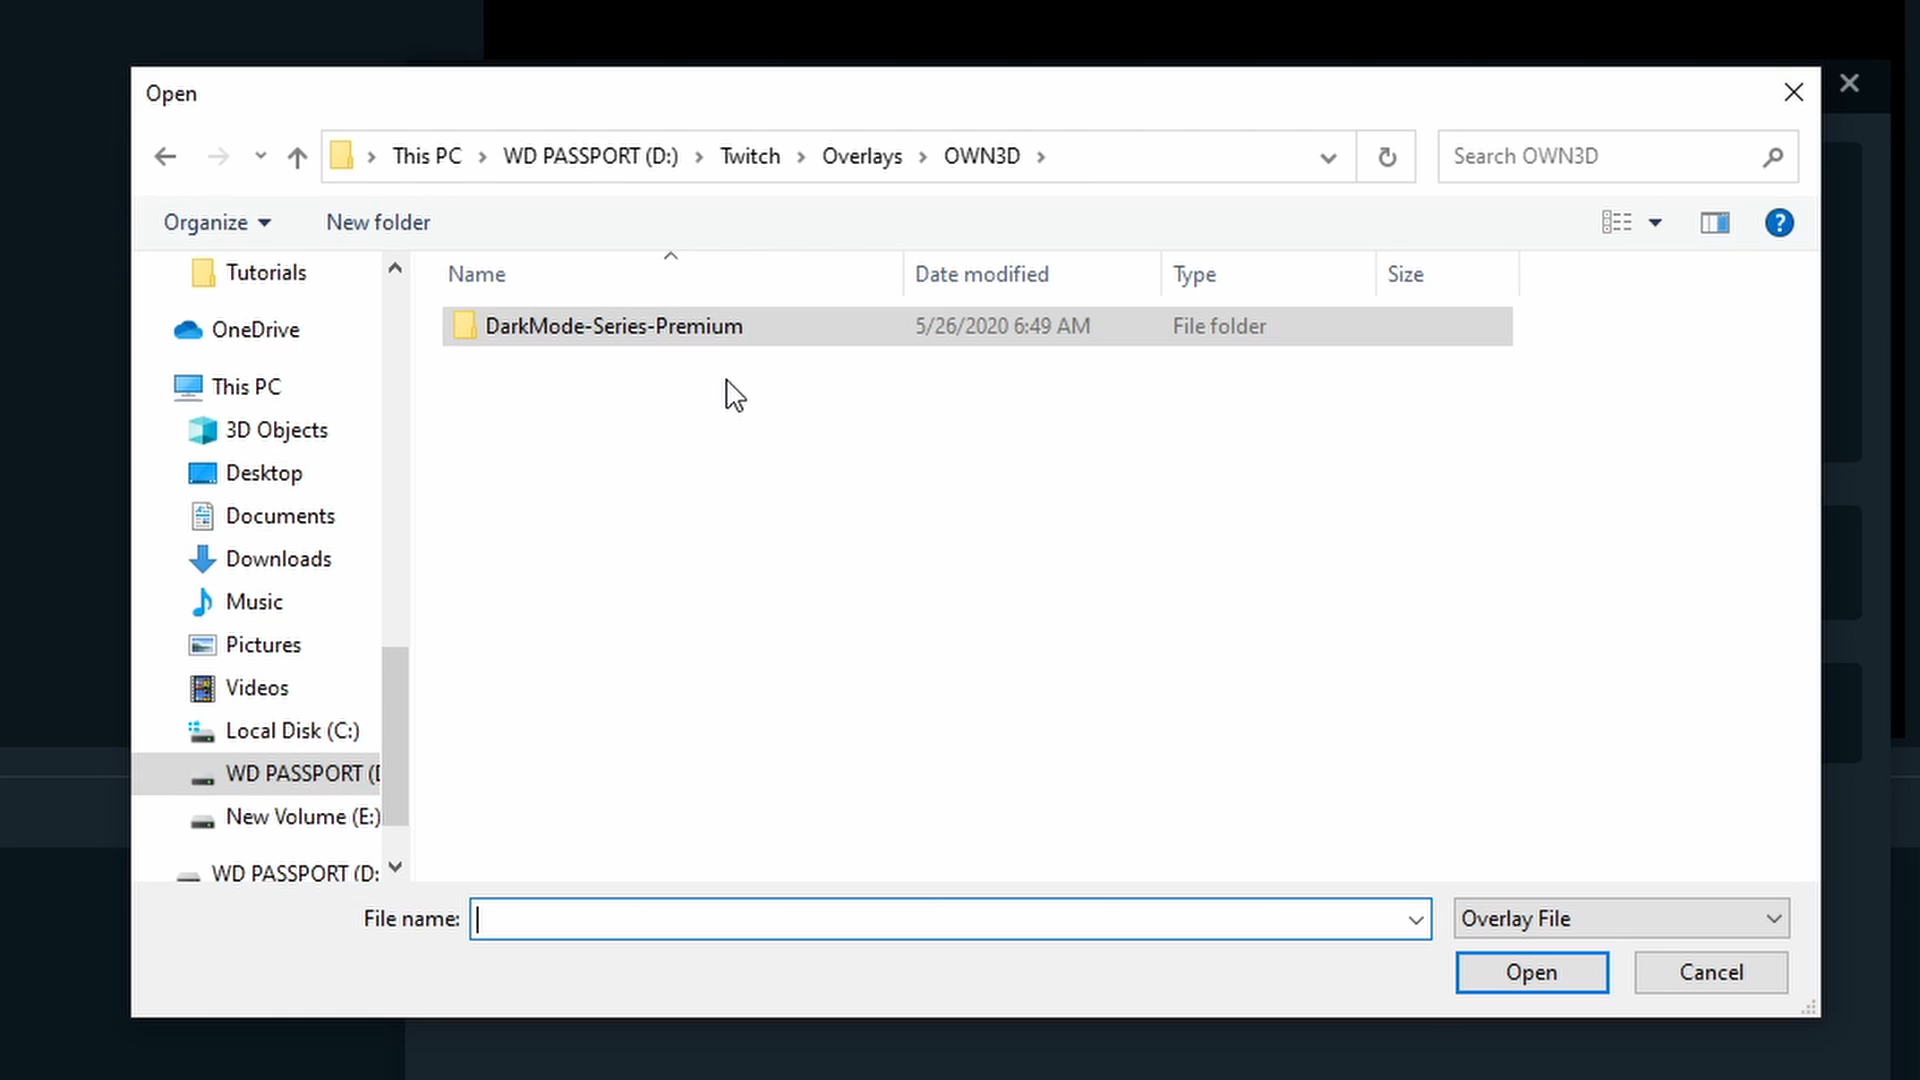 Open
This PC > WD PASSPORT (D:) > Twitch > Overlays > OWN3D >
Search OWN3D
Organize
New folder
?
Name
Date modified
Type
Size
DarkMode-Series-Premium
5/26/2020 6:49 AM
File folder
Tutorials
OneDrive
This PC
3D Objects
Desktop
Documents
Downloads
Music
Pictures
Videos
Local Disk (C:)
WD PASSPORT (D
New Volume (E:)
WD PASSPORT (D:
File name:
Overlay File
Open
Cancel